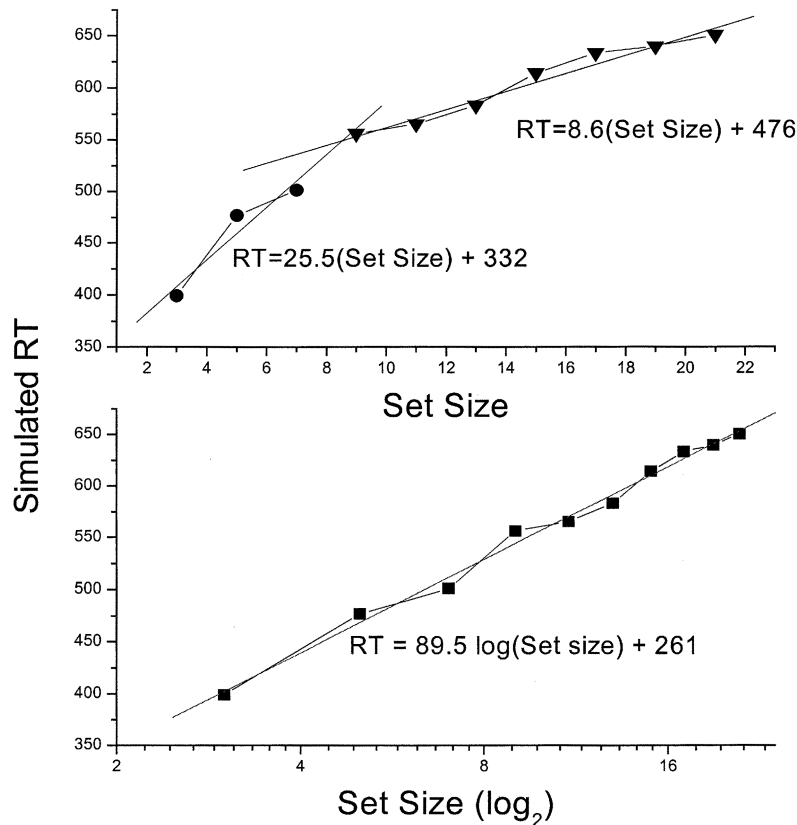 650
600
550
500
450
400
350
RT=8.6(Set Size) + 476
RT=25.5(Set Size) + 332
2 4 6 8 10 12 14 16 18 20 22
Set Size
Simulated RT
650
600
550
500
450
400
350
RT = 89.5 log(Set size) + 261
2 4 8 16
Set Size (log₂)